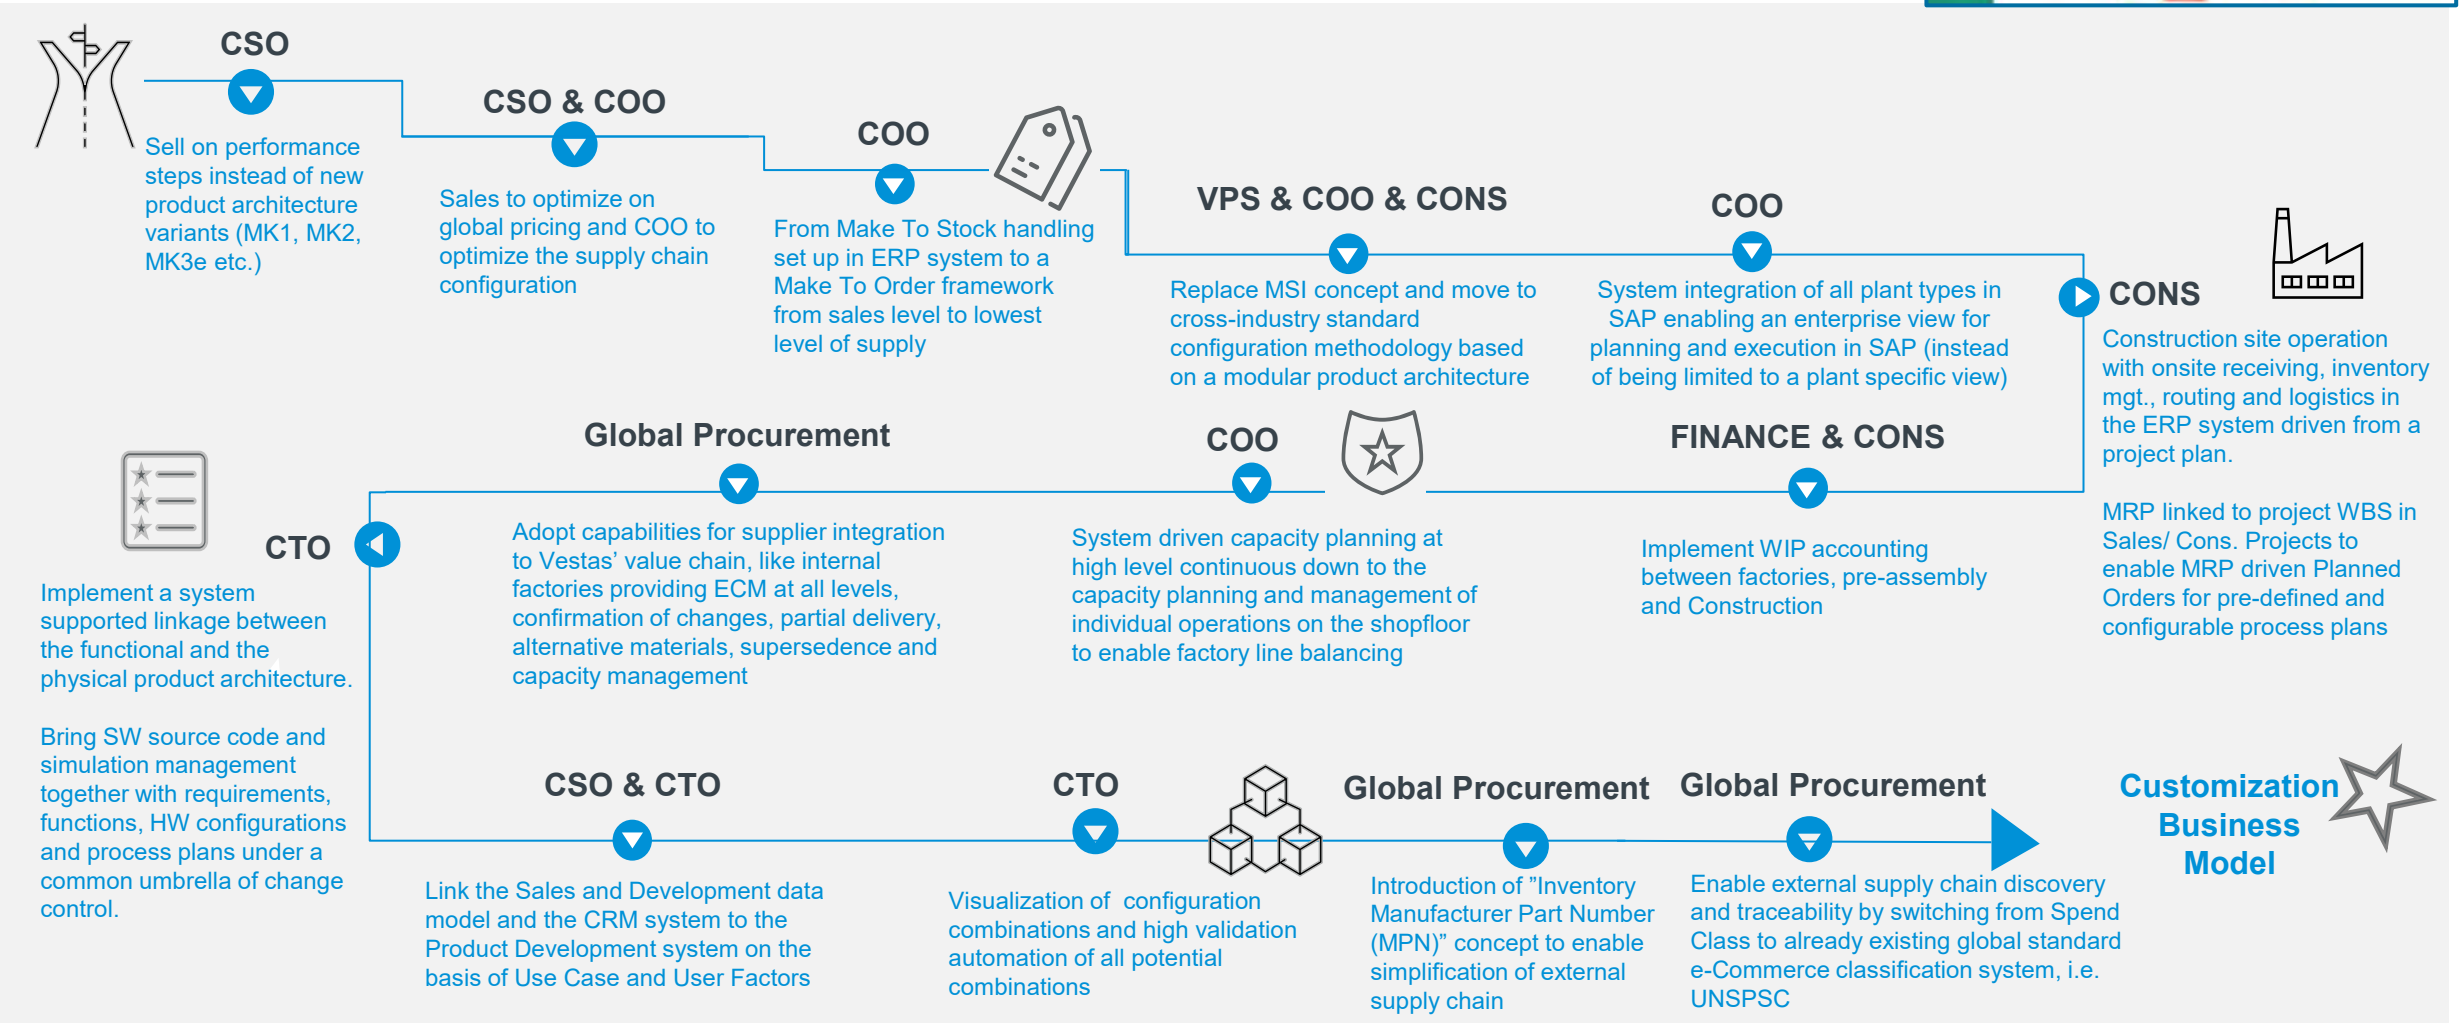 CSO
Sell on performance
steps instead of new
product architecture
variants (MK1, MK2,
MK3e etc.)
CSO & COO
Sales to optimize on
global pricing and COO to
optimize the supply chain
configuration
COO
From Make To Stock handling
set up in ERP system to a
Make To Order framework
from sales level to lowest
level of supply
VPS & COO & CONS
Replace MSI concept and move to
cross-industry standard
configuration methodology based
on a modular product architecture
COO
System integration of all plant types in
SAP enabling an enterprise view for
planning and execution in SAP (instead
of being limited to a plant specific view)
CONS
Construction site operation
with onsite receiving, inventory
mgt., routing and logistics in
the ERP system driven from a
project plan.
MRP linked to project WBS in
Sales/ Cons. Projects to
enable MRP driven Planned
Orders for pre-defined and
configurable process plans
FINANCE & CONS
Implement WIP accounting
between factories, pre-assembly
and Construction
COO
System driven capacity planning at
high level continuous down to the
capacity planning and management of
individual operations on the shopfloor
to enable factory line balancing
Global Procurement
Adopt capabilities for supplier integration
to Vestas’ value chain, like internal
factories providing ECM at all levels,
confirmation of changes, partial delivery,
alternative materials, supersedence and
capacity management
CTO
Implement a system
supported linkage between
the functional and the
physical product architecture.
Bring SW source code and
simulation management
together with requirements,
functions, HW configurations
and process plans under a
common umbrella of change
control.
CSO & CTO
Link the Sales and Development data
model and the CRM system to the
Product Development system on the
basis of Use Case and User Factors
CTO
Visualization of  configuration
combinations and high validation
automation of all potential
combinations
Global Procurement
Introduction of ”Inventory
Manufacturer Part Number
(MPN)” concept to enable
simplification of external
supply chain
Global Procurement
Enable external supply chain discovery
and traceability by switching from Spend
Class to already existing global standard
e-Commerce classification system, i.e.
UNSPSC
Customization
Business
Model